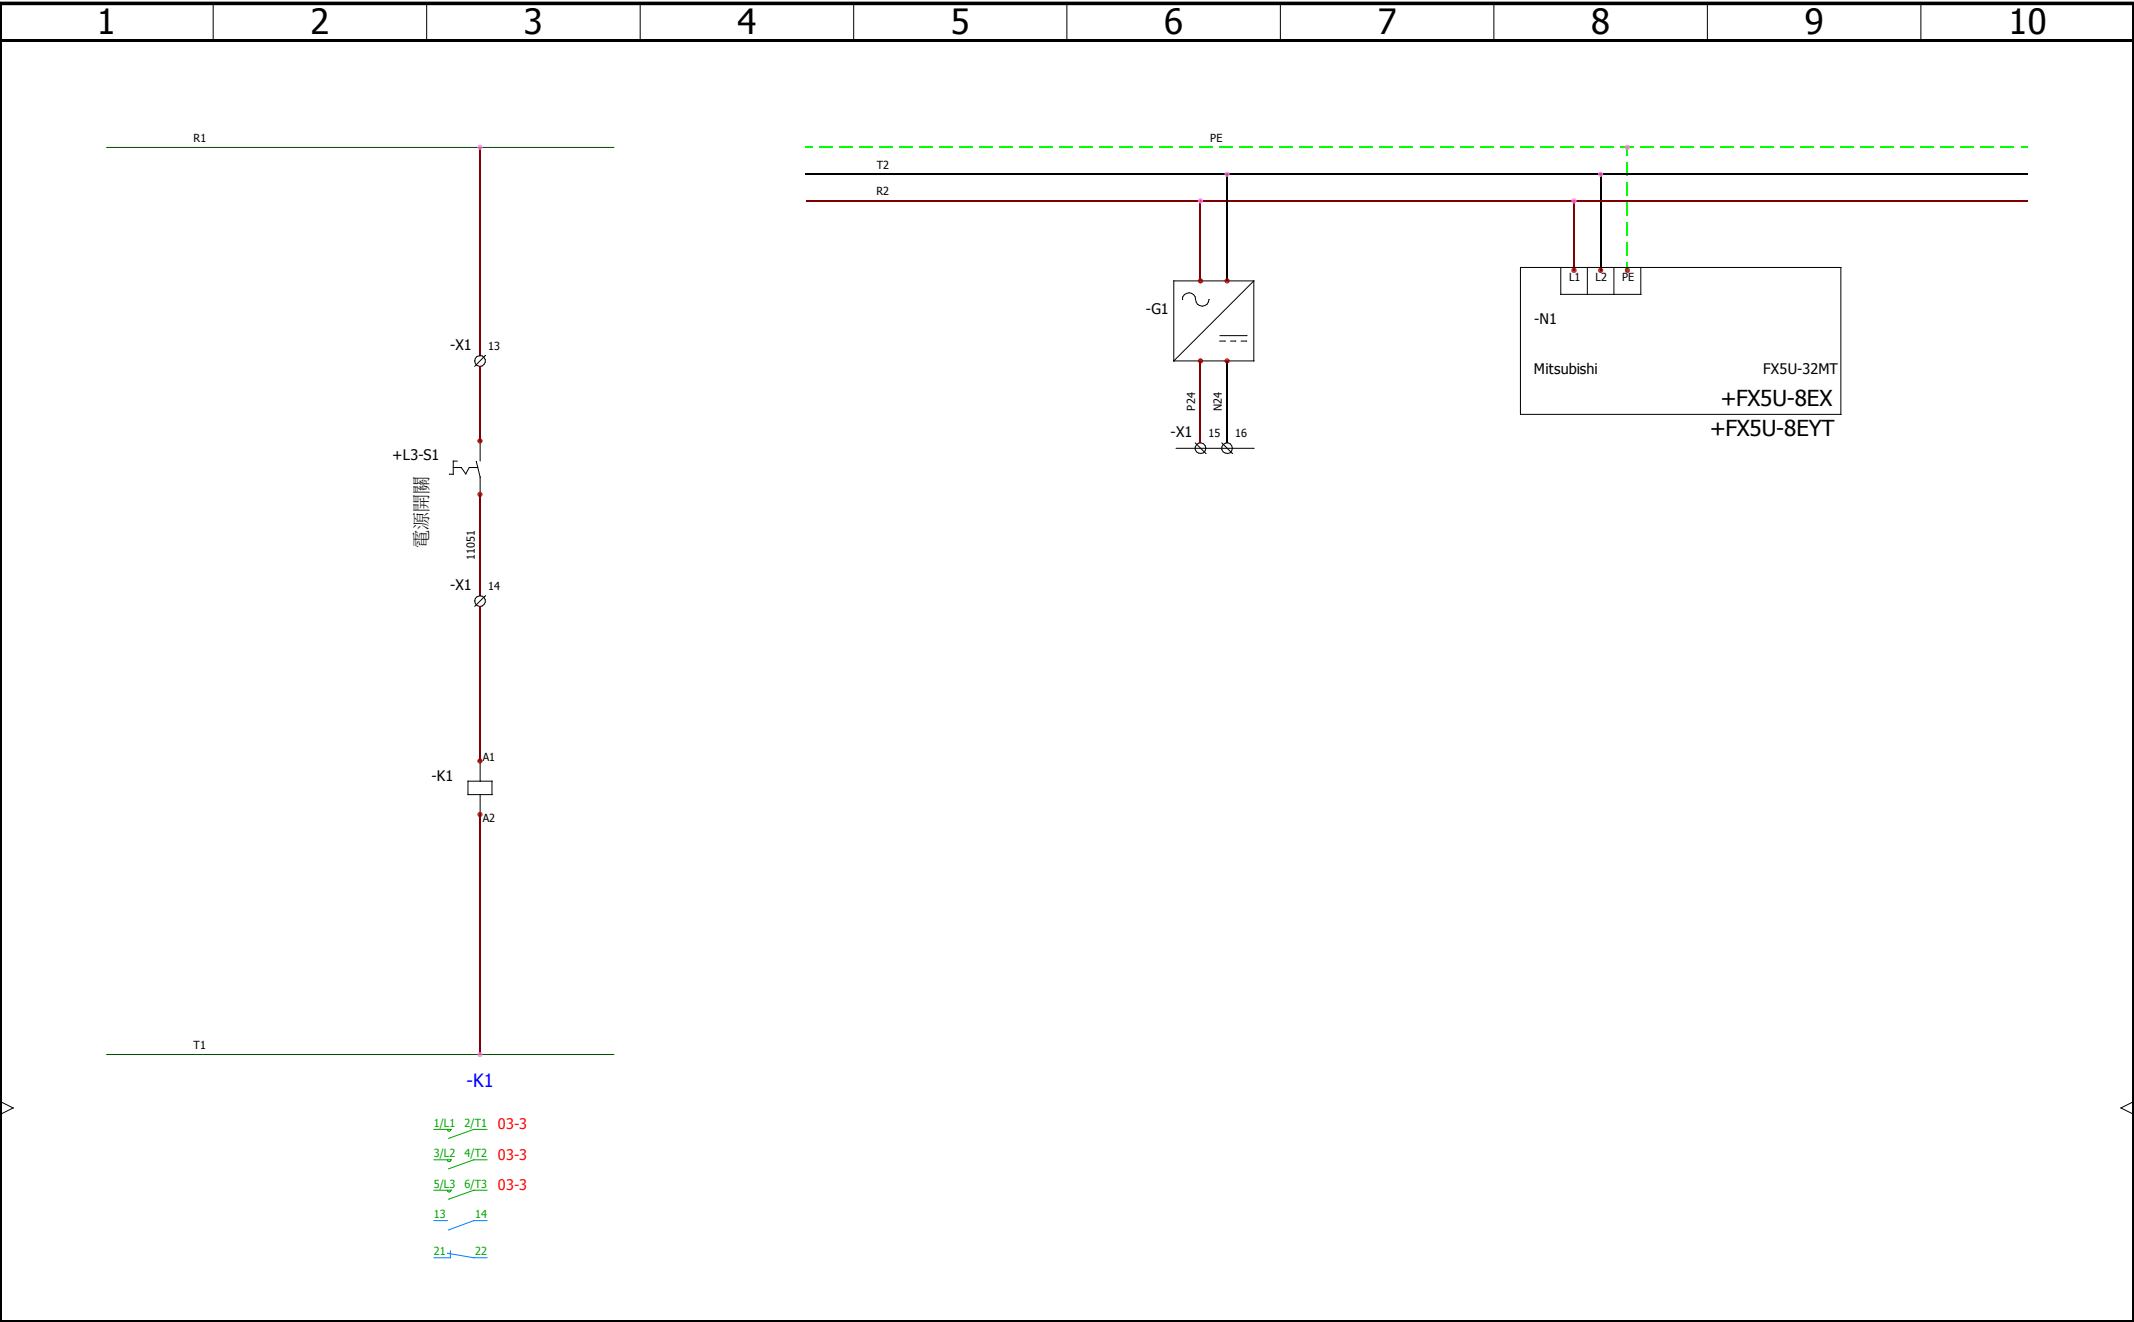 1 2 3 4 5 6 7 8 9 10
R1
PE
T2
R2
L1 L2 PE
-G1
-N1
-X1 13
Mitsubishi FX5U-32MT
+FX5U-8EX
P24 N24
+FX5U-8EYT
-X1 15 16
+L3-S1
電源開關
11051
-X1 14
A1
-K1
A2
T1
-K1
1/L1 2/T1 03-3
3/L2 4/T2 03-3
5/L3 6/T3 03-3
13 14
21 22